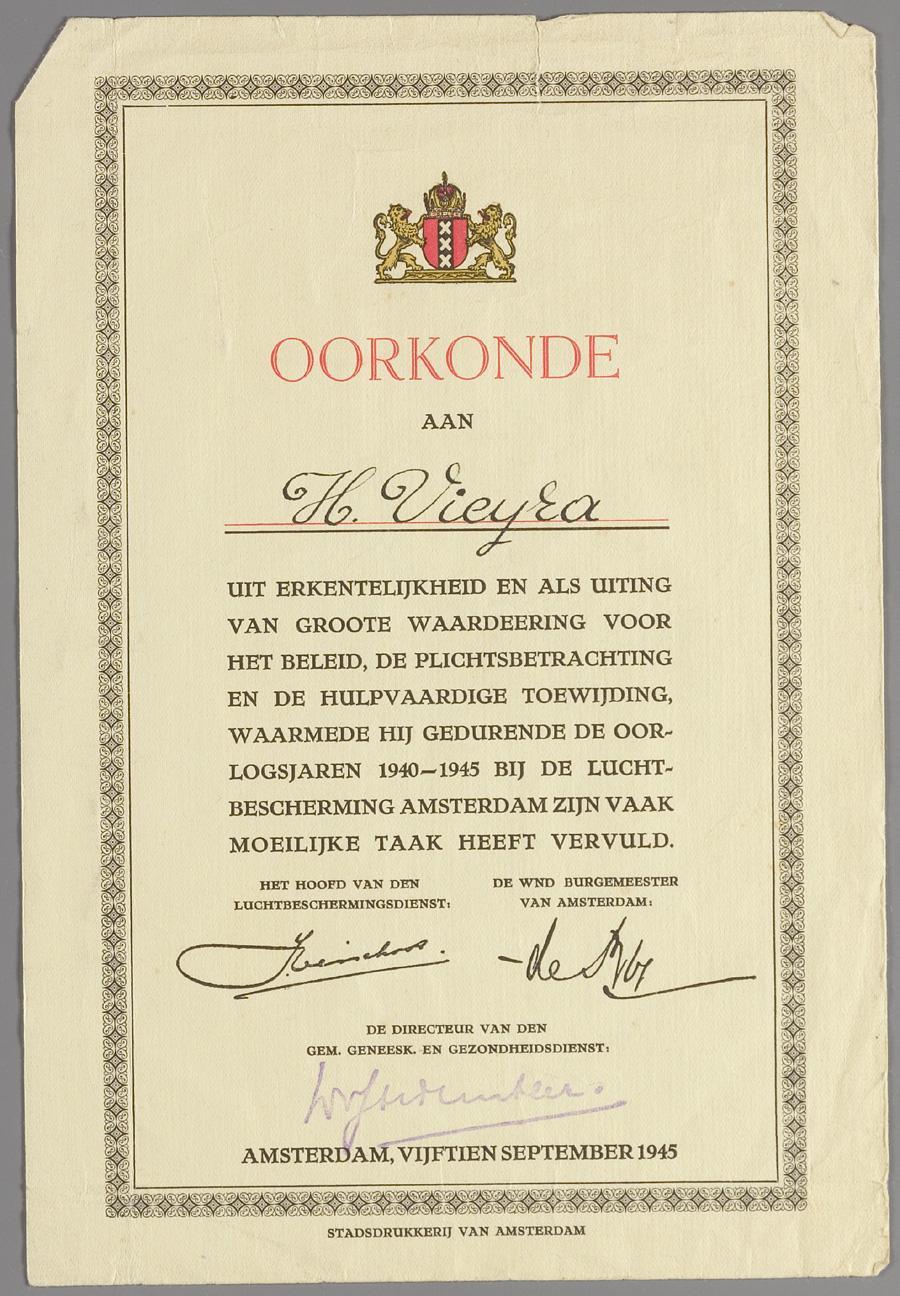 OORKONDE
AAN
H. Vieyra
UIT ERKENTELIJKHEID EN ALS UITING
VAN GROOTE WAARDEERING VOOR
HET BELEID, DE PLICHTSBETRACHTING
EN DE HULPVAARDIGE TOEWIJDING,
WAARMEDE HIJ GEDURENDE DE OOR-
LOGSJAREN 1940-1945 BIJ DE LUCHT-
BESCHERMING AMSTERDAM ZIJN VAAK
MOEILIJKE TAAK HEEFT VERVULD.
HET HOOFD VAN DEN
LUCHTBESCHERMINGSDIENST:
DE WND BURGEMEESTER
VAN AMSTERDAM:
DE DIRECTEUR VAN DEN
GEM. GENEESK. EN GEZONDHEIDSDIENST:
AMSTERDAM, VIJFTIEN SEPTEMBER 1945
STADSDRUKKERIJ VAN AMSTERDAM